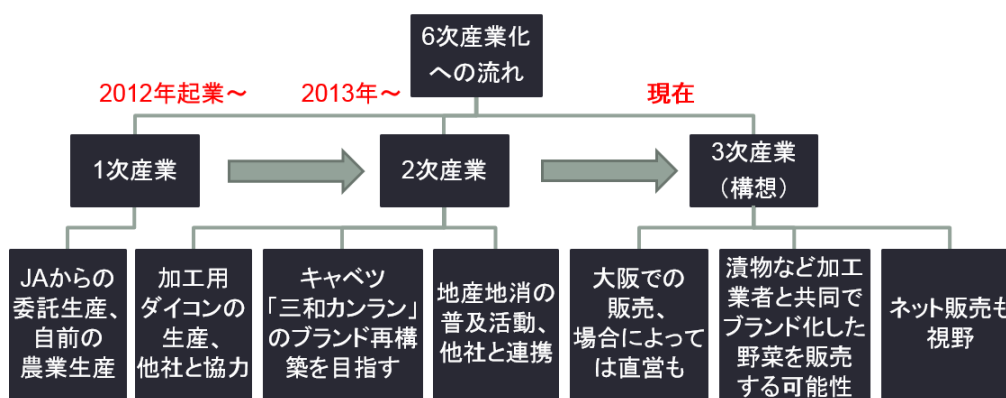 6次産業化
への流れ
2012年起業～
2013年～
現在
1次産業
2次産業
3次産業
（構想）
JAからの
委託生産、
自前の
農業生産
加工用
ダイコンの
生産、
他社と協力
キャベツ
「三和カンラン」
のブランド再構
築を目指す
地産地消の
普及活動、
他社と連携
大阪での
販売、
場合によって
は直営も
漬物など加工
業者と共同で
ブランド化した
野菜を販売
する可能性
ネット販売も
視野